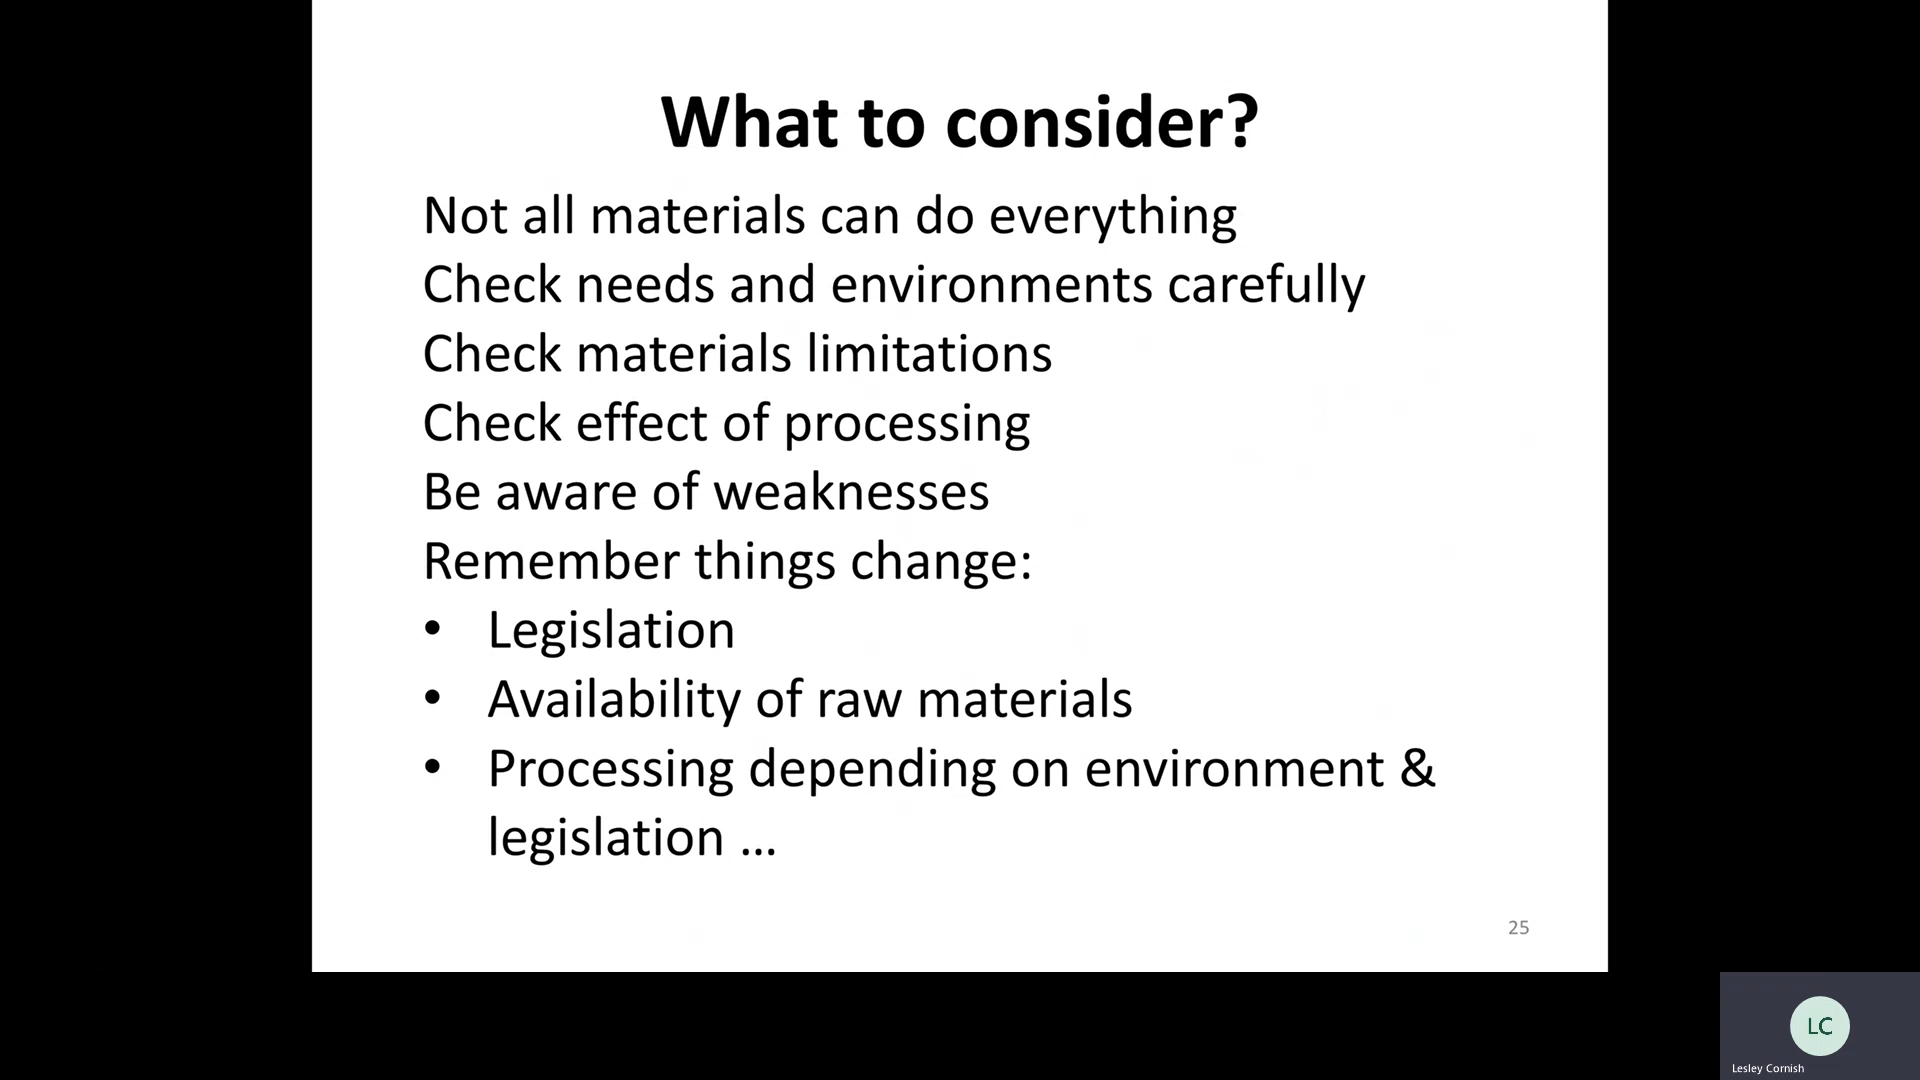 What to consider?
Not all materials can do everything
Check needs and environments carefully
Check materials limitations
Check effect of processing
Be aware of weaknesses
Remember things change:
• Legislation
• Availability of raw materials
• Processing depending on environment &
legislation ...
25
LC
Lesley Cornish